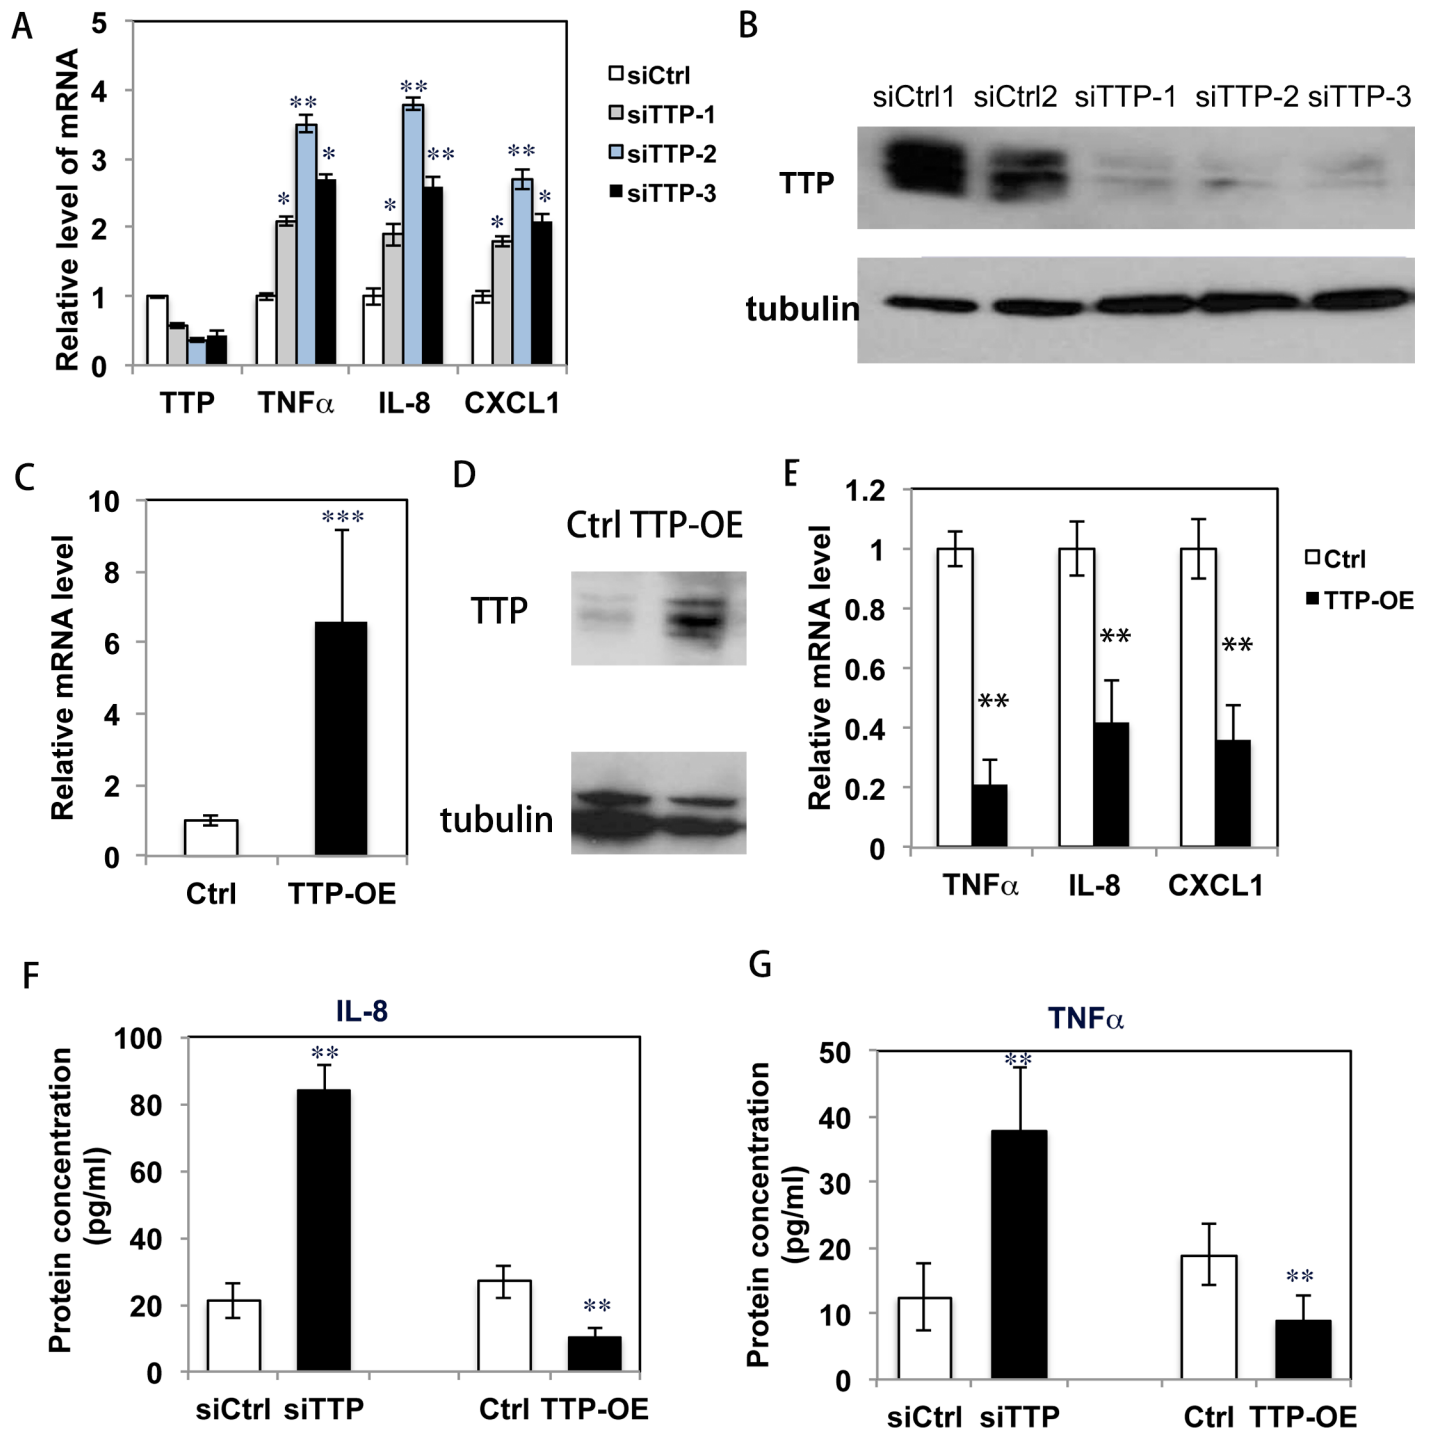 A
Relative level of mRNA
5
4
3
2
1
0
** * * ** ** * ** * *
TTP TNFα IL-8 CXCL1
siCtrl
siTTP-1
siTTP-2
siTTP-3
B
siCtrl1 siCtrl2 siTTP-1 siTTP-2 siTTP-3
TTP
tubulin
C
Relative mRNA level
10
8
6
4
2
0
***
Ctrl TTP-OE
D
Ctrl TTP-OE
TTP
tubulin
E
Relative mRNA level
1.2
1
0.8
0.6
0.4
0.2
0
** ** **
TNFα IL-8 CXCL1
Ctrl
TTP-OE
F
IL-8
Protein concentration
(pg/ml)
100
80
60
40
20
0
** **
siCtrl siTTP Ctrl TTP-OE
G
TNFα
Protein concentration
(pg/ml)
50
40
30
20
10
0
** **
siCtrl siTTP Ctrl TTP-OE